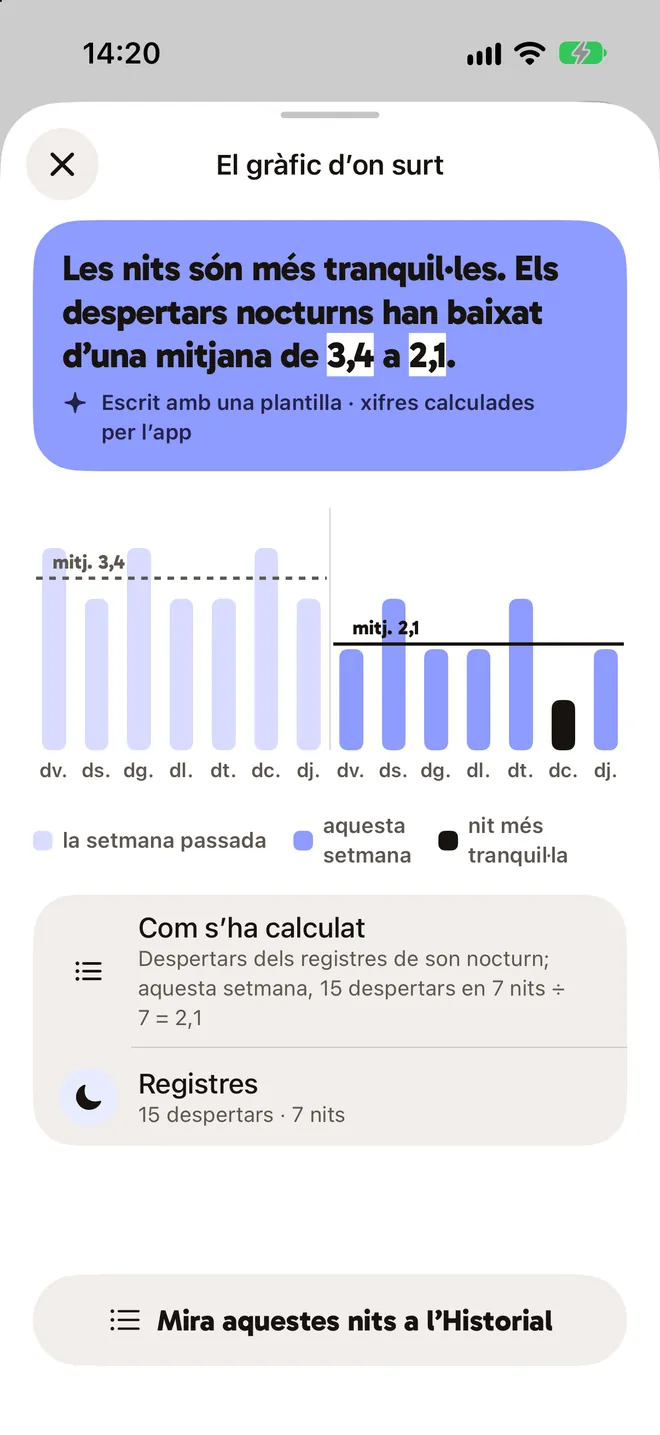 14:20
El gràfic d’on surt
Les nits són més tranquil·les. Els
despertars nocturns han baixat
d’una mitjana de 3,4 a 2,1.
Escrit amb una plantilla · xifres calculades
per l’app
mitj. 3,4
mitj. 2,1
dv. ds. dg. dl. dt. dc. dj. dv. ds. dg. dl. dt. dc. dj.
la setmana passada
aquesta
setmana
nit més
tranquil·la
Com s’ha calculat
Despertars dels registres de son nocturn;
aquesta setmana, 15 despertars en 7 nits ÷
7 = 2,1
Registres
15 despertars · 7 nits
Mira aquestes nits a l’Historial